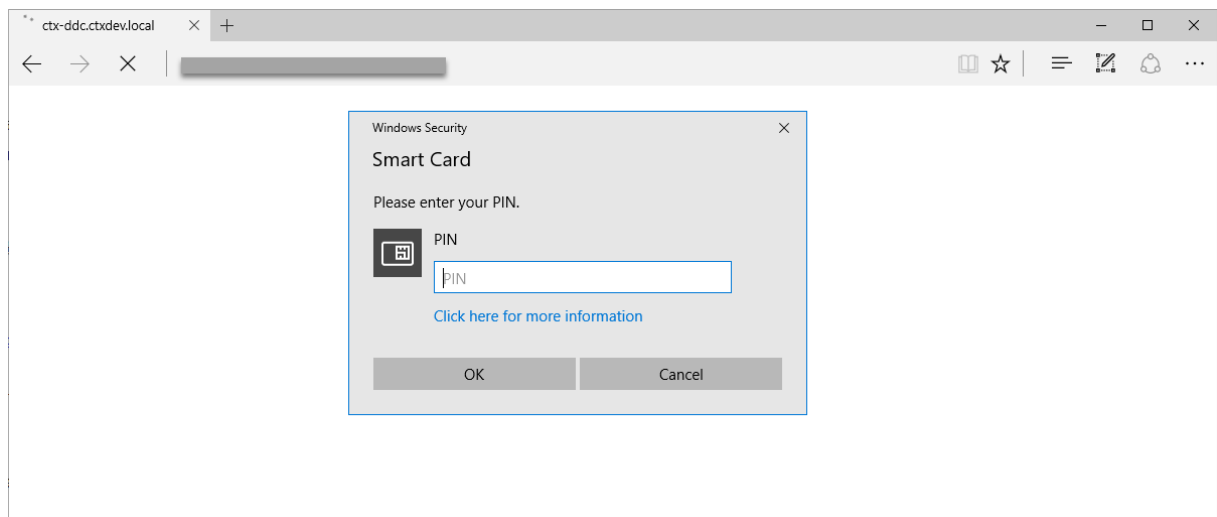 ctx-ddc.ctxdev.local
Windows Security
Smart Card
Please enter your PIN.
PIN
PIN
Click here for more information
OK Cancel